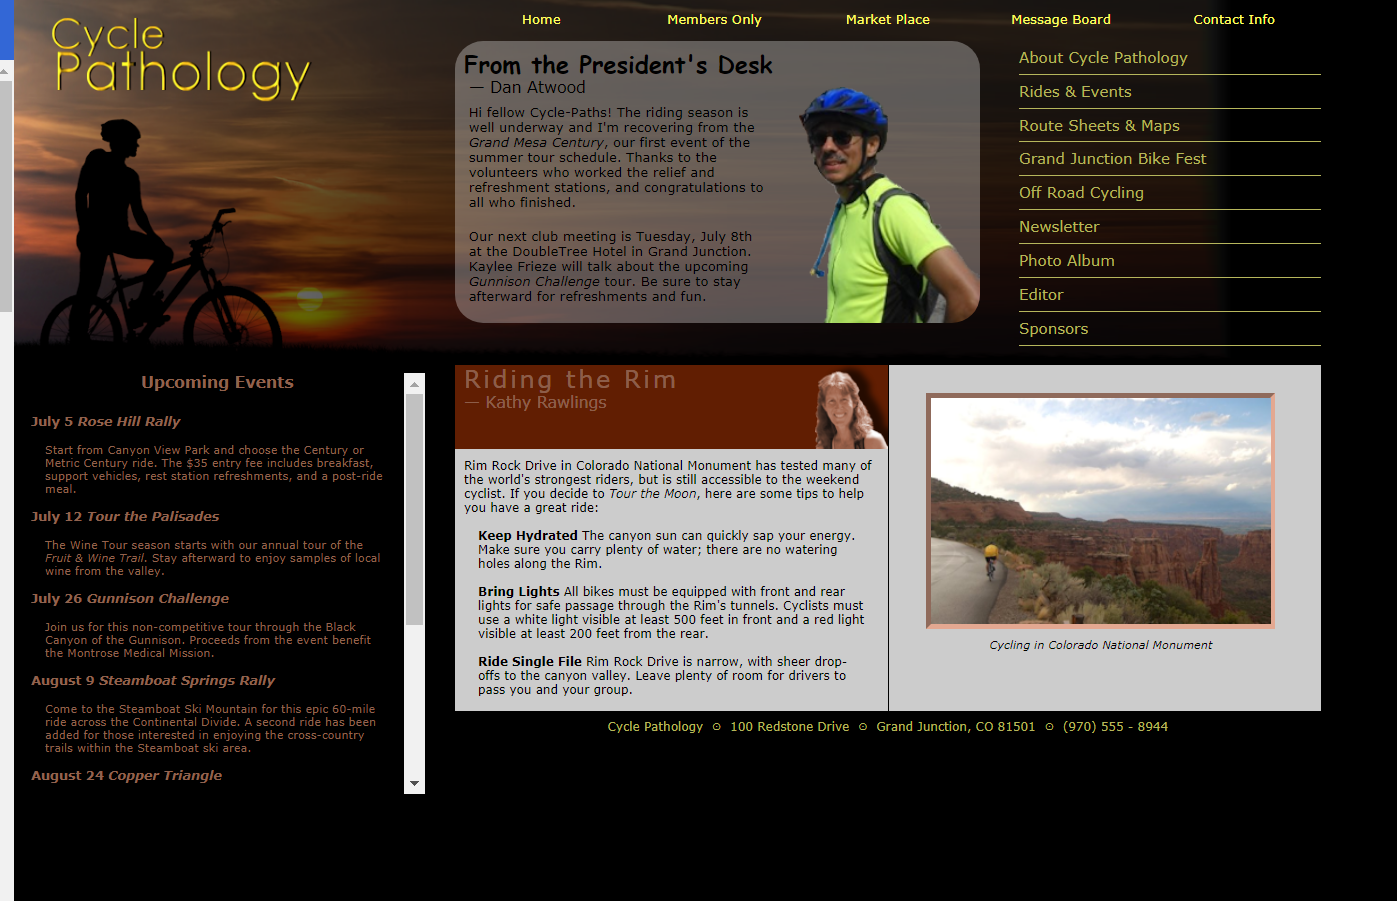 Cycle
Pathology
Home
Members Only
Market Place
Message Board
Contact Info
From the President's Desk
— Dan Atwood
Hi fellow Cycle-Paths! The riding season is
well underway and I'm recovering from the
Grand Mesa Century, our first event of the
summer tour schedule. Thanks to the
volunteers who worked the relief and
refreshment stations, and congratulations to
all who finished.
Our next club meeting is Tuesday, July 8th
at the DoubleTree Hotel in Grand Junction.
Kaylee Frieze will talk about the upcoming
Gunnison Challenge tour. Be sure to stay
afterward for refreshments and fun.
About Cycle Pathology
Rides & Events
Route Sheets & Maps
Grand Junction Bike Fest
Off Road Cycling
Newsletter
Photo Album
Editor
Sponsors
Upcoming Events
July 5 Rose Hill Rally
Start from Canyon View Park and choose the Century or
Metric Century ride. The $35 entry fee includes breakfast,
support vehicles, rest station refreshments, and a post-ride
meal.
July 12 Tour the Palisades
The Wine Tour season starts with our annual tour of the
Fruit & Wine Trail. Stay afterward to enjoy samples of local
wine from the valley.
July 26 Gunnison Challenge
Join us for this non-competitive tour through the Black
Canyon of the Gunnison. Proceeds from the event benefit
the Montrose Medical Mission.
August 9 Steamboat Springs Rally
Come to the Steamboat Ski Mountain for this epic 60-mile
ride across the Continental Divide. A second ride has been
added for those interested in enjoying the cross-country
trails within the Steamboat ski area.
August 24 Copper Triangle
Riding the Rim
— Kathy Rawlings
Rim Rock Drive in Colorado National Monument has tested many of
the world's strongest riders, but is still accessible to the weekend
cyclist. If you decide to Tour the Moon, here are some tips to help
you have a great ride:
Keep Hydrated The canyon sun can quickly sap your energy.
Make sure you carry plenty of water; there are no watering
holes along the Rim.
Bring Lights All bikes must be equipped with front and rear
lights for safe passage through the Rim's tunnels. Cyclists must
use a white light visible at least 500 feet in front and a red light
visible at least 200 feet from the rear.
Ride Single File Rim Rock Drive is narrow, with sheer drop-
offs to the canyon valley. Leave plenty of room for drivers to
pass you and your group.
Cycling in Colorado National Monument
Cycle Pathology ⊙ 100 Redstone Drive ⊙ Grand Junction, CO 81501 ⊙ (970) 555 - 8944